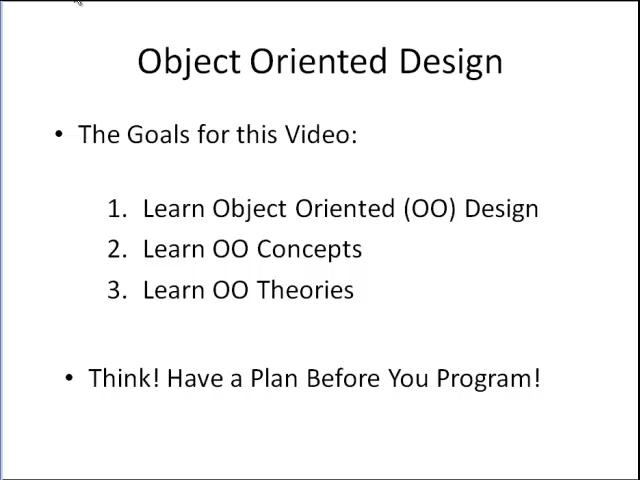 Object Oriented Design
• The Goals for this Video:
1. Learn Object Oriented (OO) Design
2. Learn OO Concepts
3. Learn OO Theories
• Think! Have a Plan Before You Program!